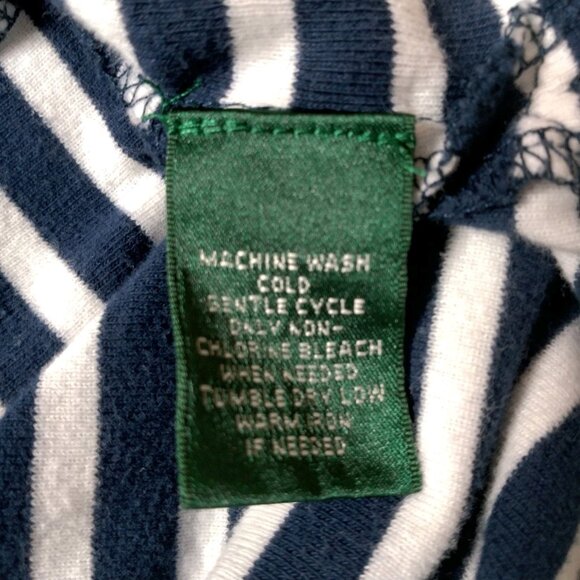 MACHINE WASH
COLD
GENTLE CYCLE
ONLY NON-
CHLORINE BLEACH
WHEN NEEDED
TUMBLE DRY LOW
WARM IRON
IF NEEDED